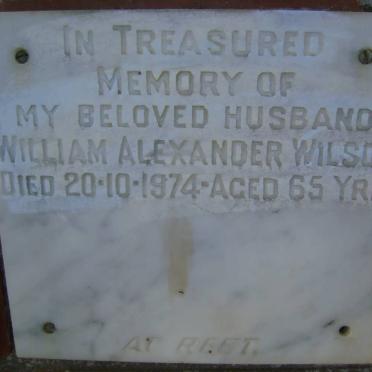 IN TREASURED
MEMORY OF
MY BELOVED HUSBAND
WILLIAM ALEXANDER WILSO
DIED 20-10-1974-AGED 65 YR
AT REST.